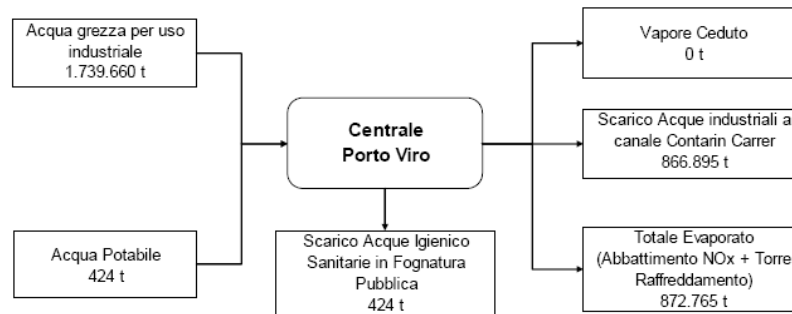 Acqua grezza per uso
industriale
1.739.660 t
Acqua Potabile
424 t
Centrale
Porto Viro
Scarico Acque Igienico
Sanitarie in Fognatura
Pubblica
424 t
Vapore Ceduto
0 t
Scarico Acque industriali al
canale Contarin Carrer
866.895 t
Totale Evaporato
(Abbattimento NOx + Torre
Raffreddamento)
872.765 t